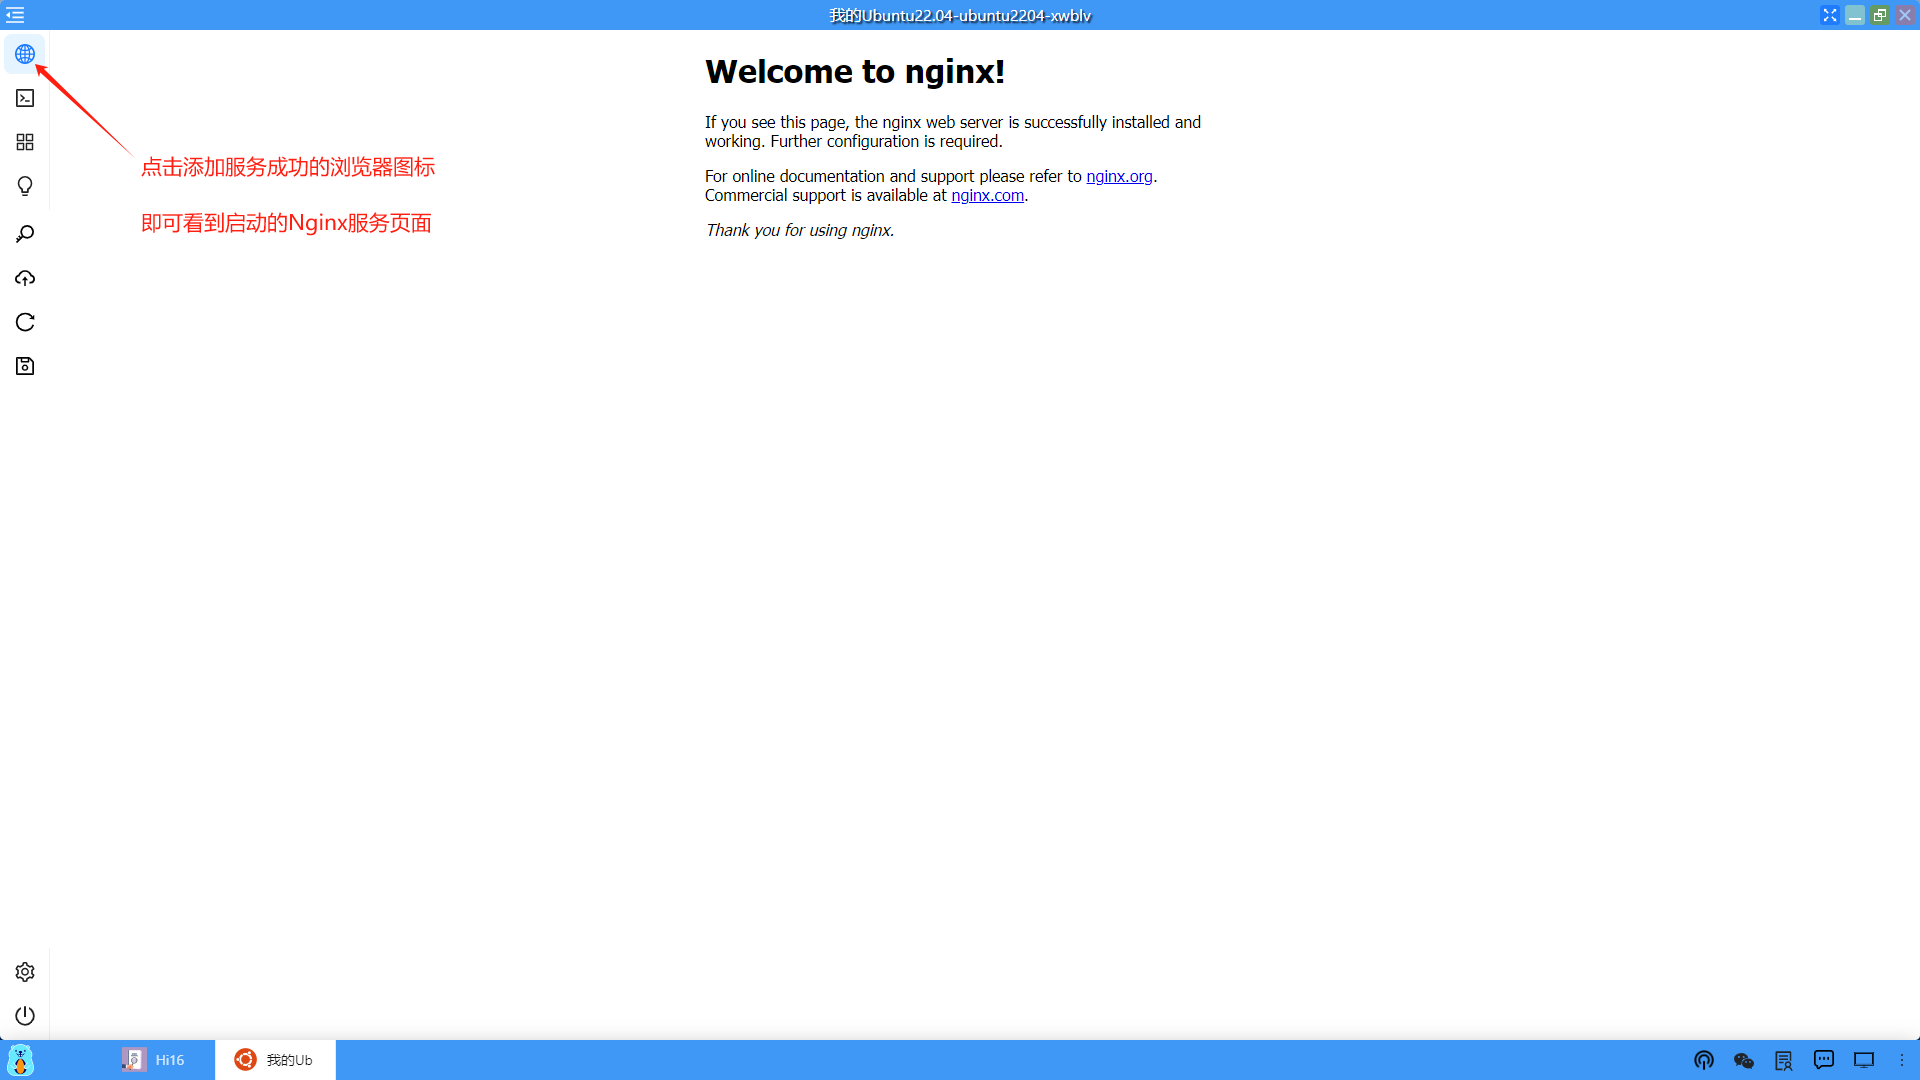 我的Ubuntu22.04-ubuntu2204-xwblv
Welcome to nginx!
If you see this page, the nginx web server is successfully installed and
working. Further configuration is required.
For online documentation and support please refer to nginx.org.
Commercial support is available at nginx.com.
Thank you for using nginx.
点击添加服务成功的浏览器图标
即可看到启动的Nginx服务页面
Hi16
我的Ub